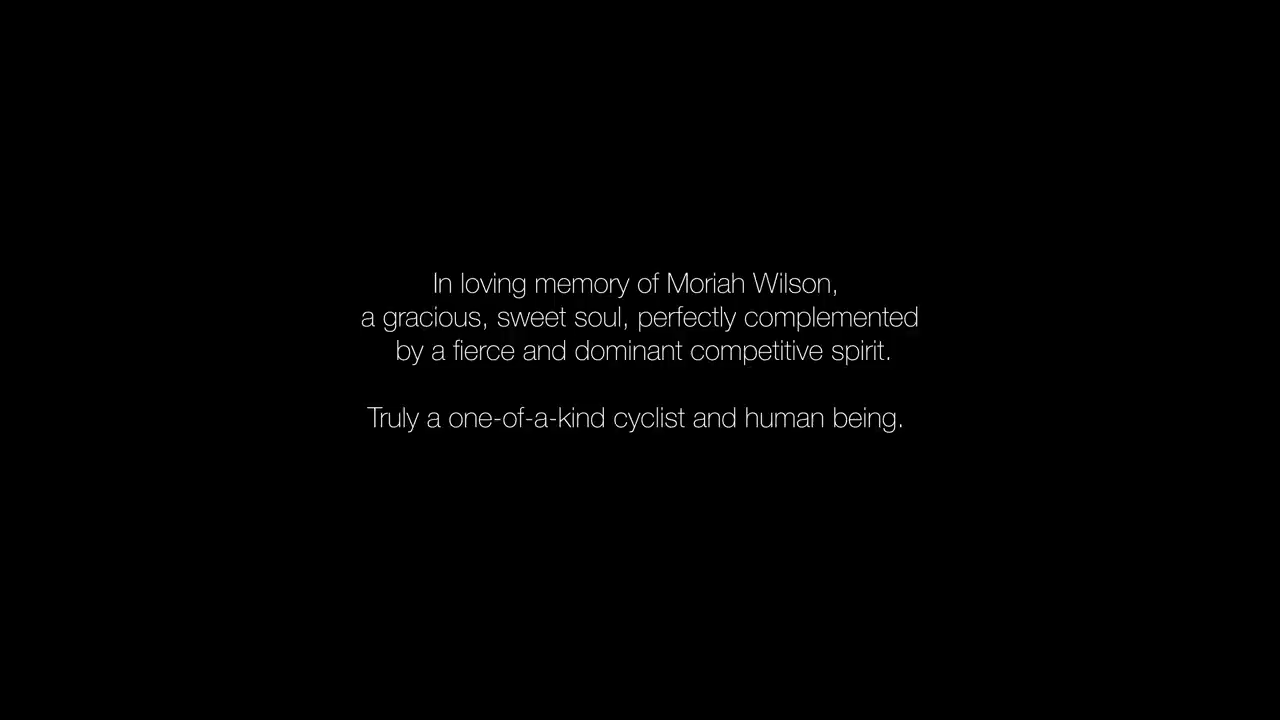 In loving memory of Moriah Wilson,
a gracious, sweet soul, perfectly complemented
by a fierce and dominant competitive spirit.
Truly a one-of-a-kind cyclist and human being.